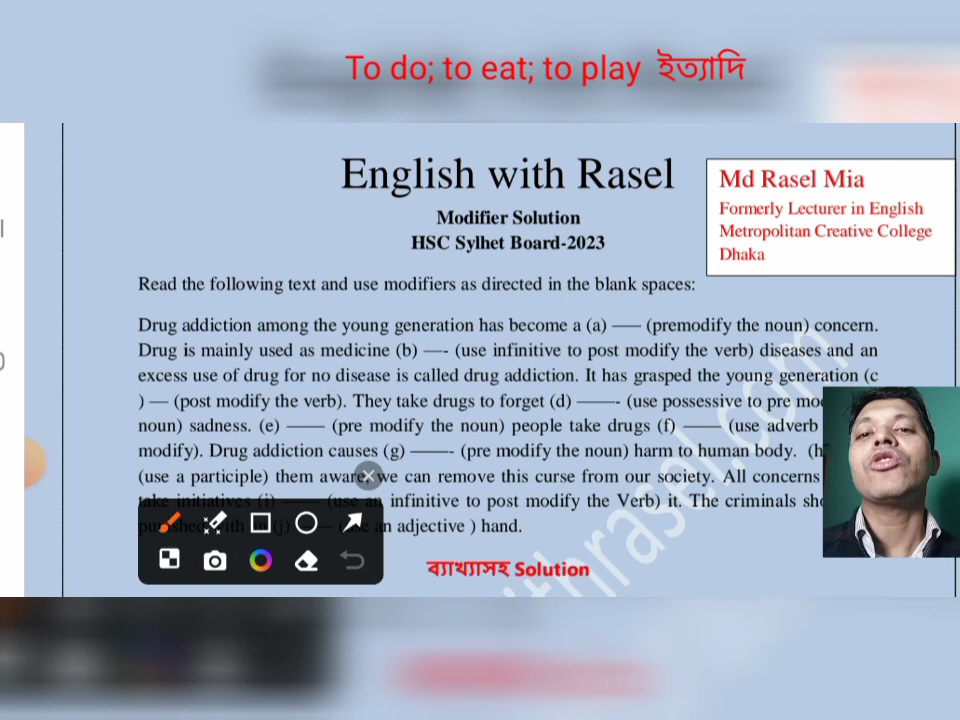 To do; to eat; to play ইত্যাদি
English with Rasel
Md Rasel Mia
Formerly Lecturer in English
Metropolitan Creative College
Dhaka
Modifier Solution
HSC Sylhet Board-2023
Read the following text and use modifiers as directed in the blank spaces:
Drug addiction among the young generation has become a (a) —— (premodify the noun) concern.
Drug is mainly used as medicine (b) —- (use infinitive to post modify the verb) diseases and an
excess use of drug for no disease is called drug addiction. It has grasped the young generation (c
) — (post modify the verb). They take drugs to forget (d) ——- (use possessive to pre
noun) sadness. (e) —— (pre modify the noun) people take drugs (f) —— (use adverb
modify). Drug addiction causes (g) ——- (pre modify the noun) harm to human body.
(use a participle) them aware, we can remove this curse from our society. All concerns
take initiatives (i) —— (use an infinitive to post modify the Verb) it. The criminals
(j) an adjective ) hand.
ব্যাখ্যাসহ Solution